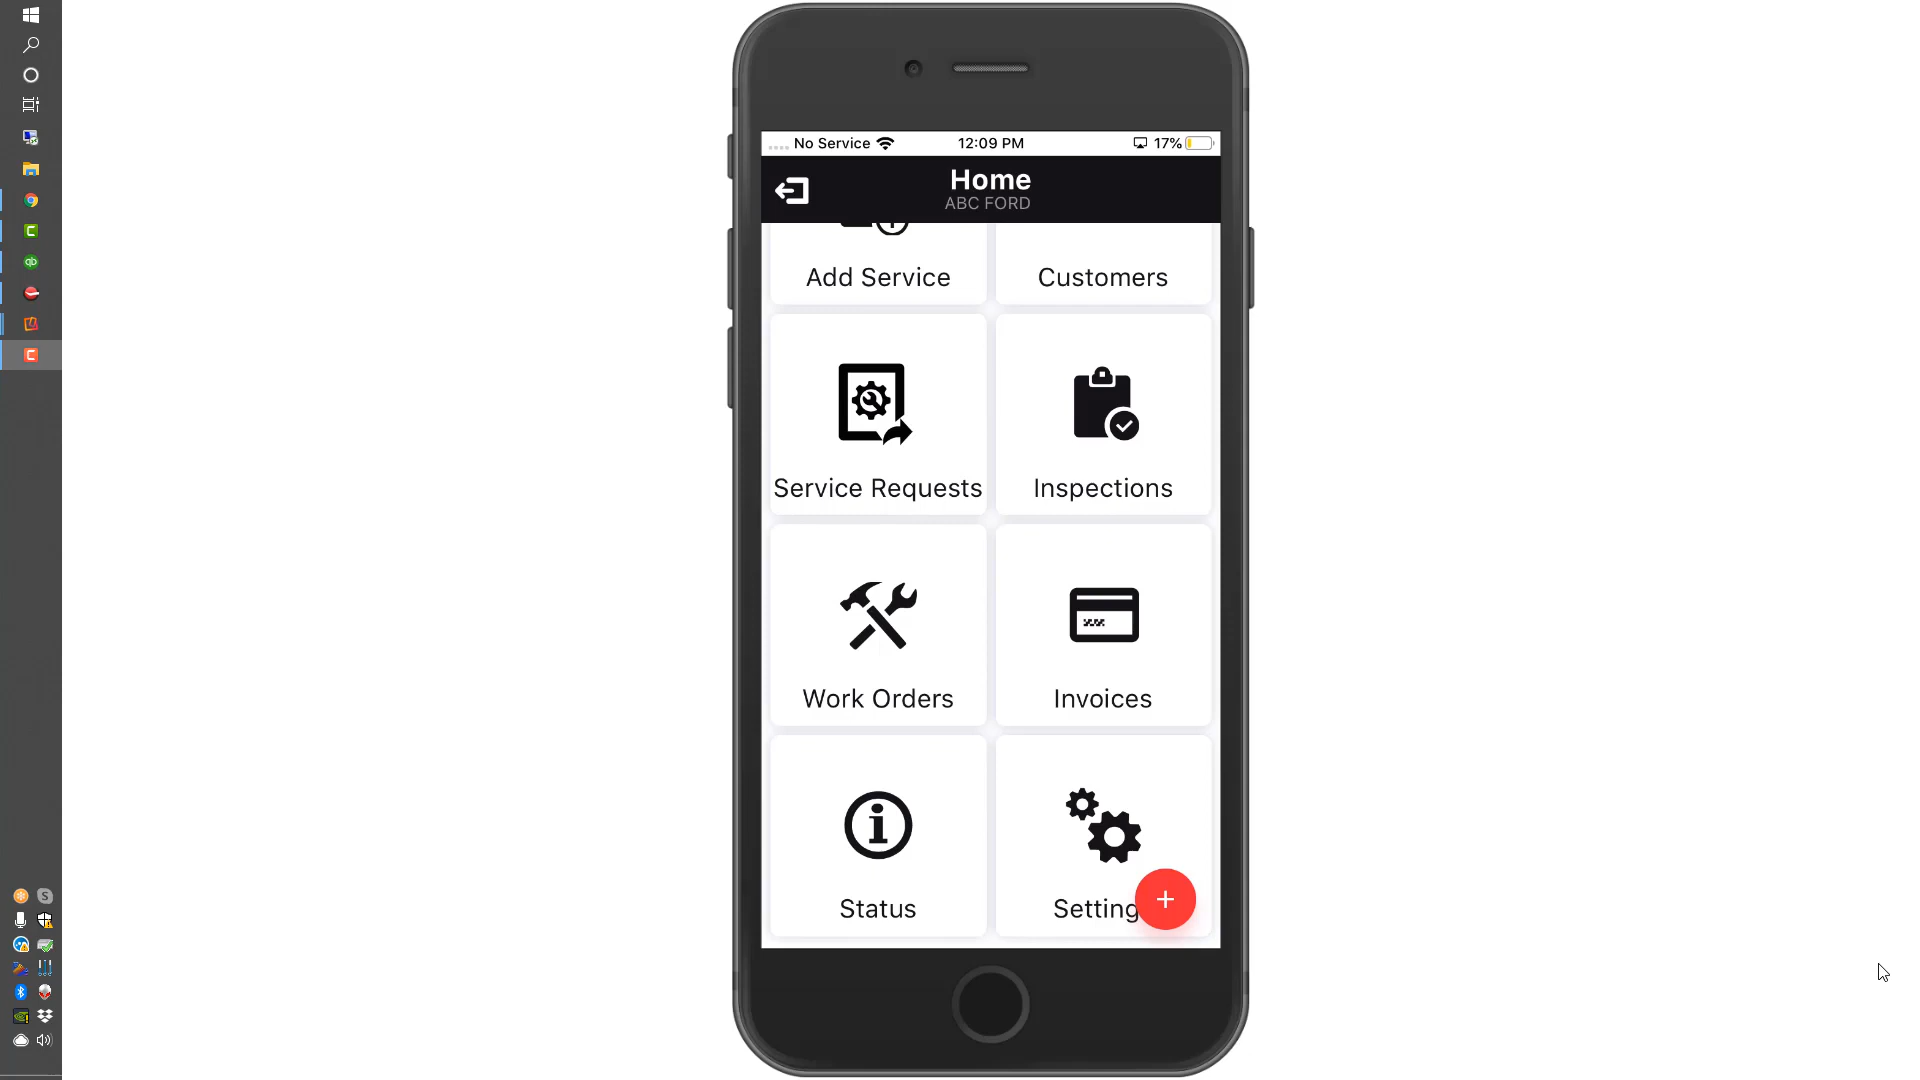 No Service 12:09 PM 17%
Home
ABC FORD
Add Service Customers
Service Requests Inspections
Work Orders Invoices
Status Setting